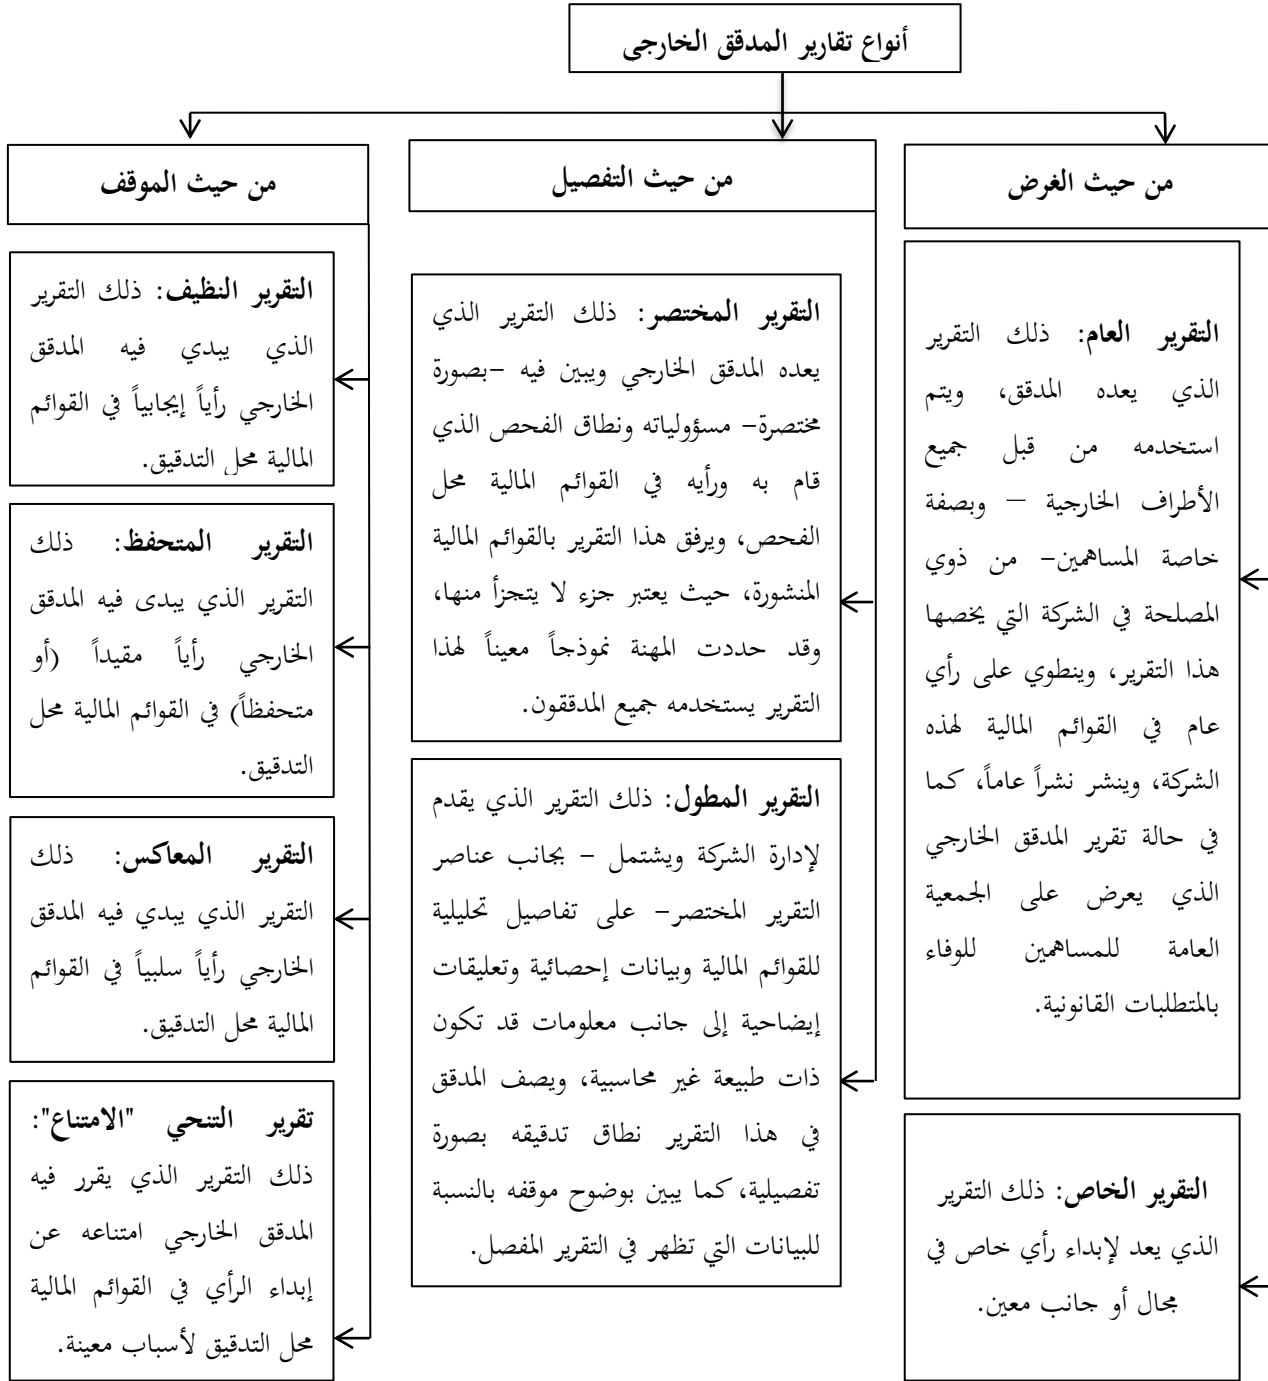 أنواع تقارير المدقق الخارجي
من حيث الغرض
التقرير العام: ذلك التقرير
الذي يعده المدقق، ويتم
استخدمه من قبل جميع
الأطراف الخارجية – وبصفة
خاصة المساهمين– من ذوي
المصلحة في الشركة التي يخصها
هذا التقرير، وينطوي على رأي
عام في القوائم المالية لهذه
الشركة، وينشر نشراً عاماً، كما
في حالة تقرير المدقق الخارجي
الذي يعرض على الجمعية
العامة للمساهمين للوفاء
بالمتطلبات القانونية.
التقرير الخاص: ذلك التقرير
الذي يعد لإبداء رأي خاص في
مجال أو جانب معين.
من حيث التفصيل
التقرير المختصر: ذلك التقرير الذي
يعده المدقق الخارجي ويبين فيه –بصورة
مختصرة– مسؤولياته ونطاق الفحص الذي
قام به ورأيه في القوائم المالية محل
الفحص، ويرفق هذا التقرير بالقوائم المالية
المنشورة، حيث يعتبر جزء لا يتجزأ منها،
وقد حددت المهنة نموذجاً معيناً لهذا
التقرير يستخدمه جميع المدققون.
التقرير المطول: ذلك التقرير الذي يقدم
لإدارة الشركة ويشتمل – بجانب عناصر
التقرير المختصر– على تفاصيل تحليلية
للقوائم المالية وبيانات إحصائية وتعليقات
إيضاحية إلى جانب معلومات قد تكون
ذات طبيعة غير محاسبية، ويصف المدقق
في هذا التقرير نطاق تدقيقه بصورة
تفصيلية، كما يبين بوضوح موقفه بالنسبة
للبيانات التي تظهر في التقرير المفصل.
من حيث الموقف
التقرير النظيف: ذلك التقرير
الذي يبدي فيه المدقق
الخارجي رأياً إيجابياً في القوائم
المالية محل التدقيق.
التقرير المتحفظ: ذلك
التقرير الذي يبدى فيه المدقق
الخارجي رأياً مقيداً (أو
متحفظاً) في القوائم المالية محل
التدقيق.
التقرير المعاكس: ذلك
التقرير الذي يبدي فيه المدقق
الخارجي رأياً سلبياً في القوائم
المالية محل التدقيق.
تقرير التنحي "الامتناع":
ذلك التقرير الذي يقرر فيه
المدقق الخارجي امتناعه عن
إبداء الرأي في القوائم المالية
محل التدقيق لأسباب معينة.